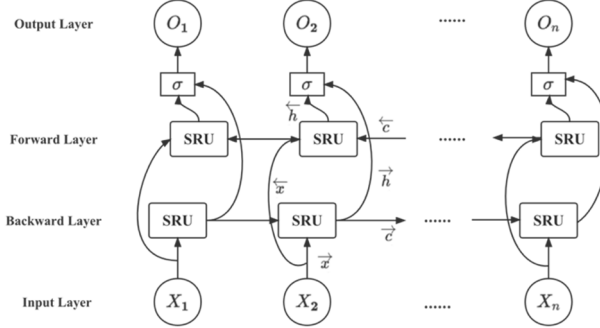 Output Layer O₁ O₂ ...... Oₙ
σ σ σ
←h ←c
Forward Layer SRU SRU ...... SRU
←x →h
Backward Layer SRU SRU ...... SRU
→c
→x
Input Layer X₁ X₂ ...... Xₙ